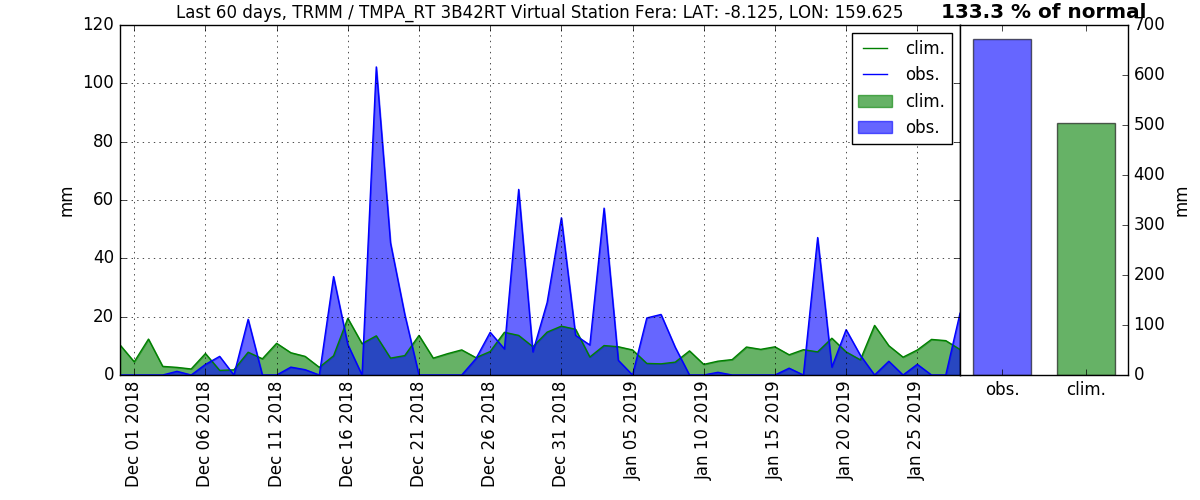 Last 60 days, TRMM / TMPA_RT 3B42RT Virtual Station Fera: LAT: -8.125, LON: 159.625
133.3 % of normal
120
100
80
60
40
20
0
mm
clim.
obs.
clim.
obs.
700
600
500
400
300
200
100
0
mm
Dec 01 2018
Dec 06 2018
Dec 11 2018
Dec 16 2018
Dec 21 2018
Dec 26 2018
Dec 31 2018
Jan 05 2019
Jan 10 2019
Jan 15 2019
Jan 20 2019
Jan 25 2019
obs.
clim.